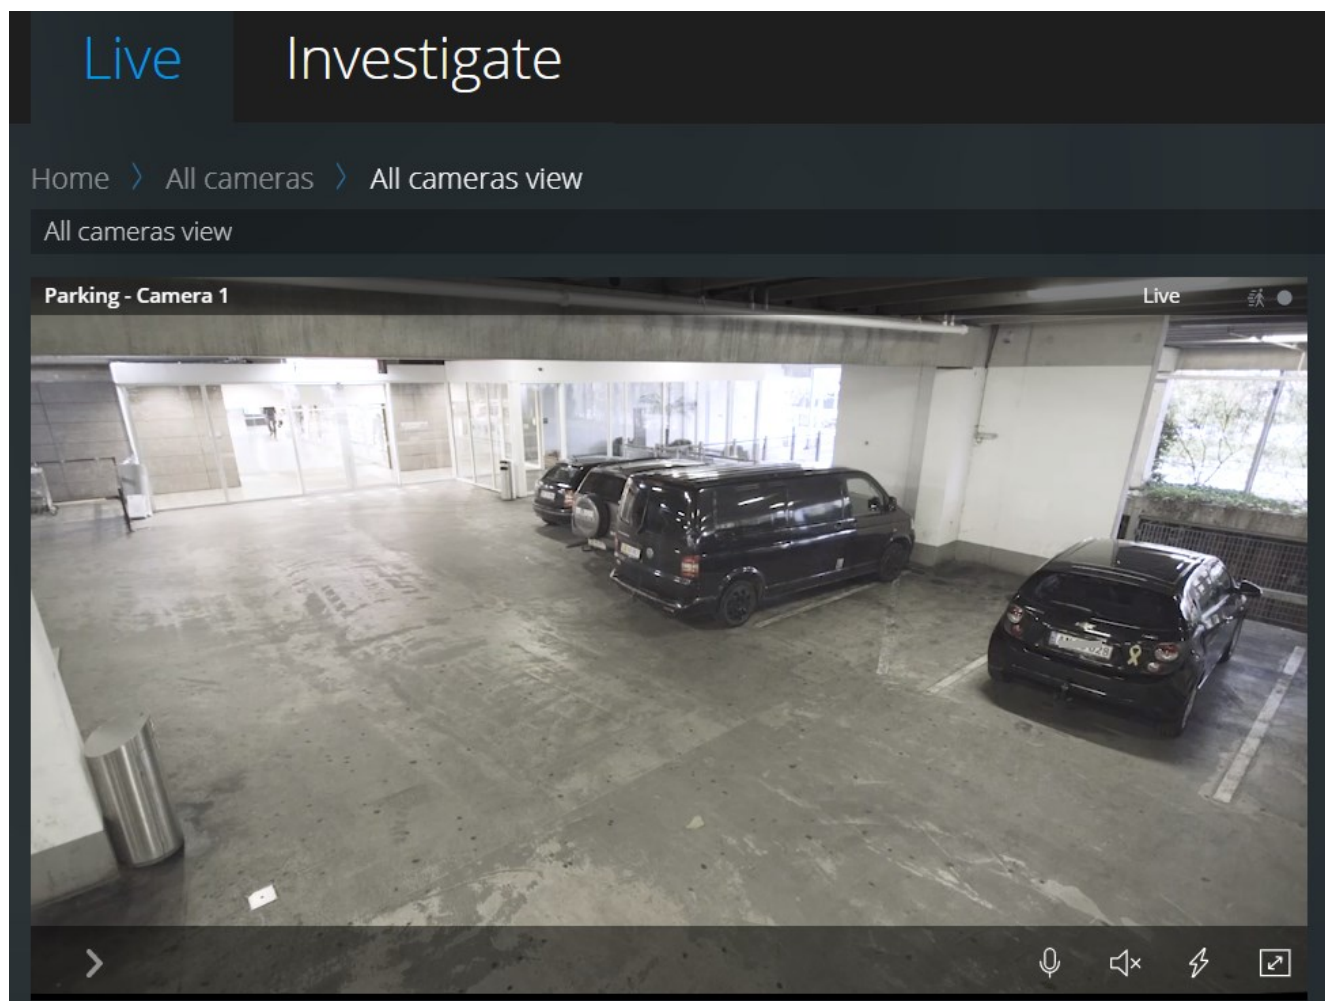 Live Investigate
Home 〉 All cameras 〉 All cameras view
All cameras view
Parking - Camera 1 Live